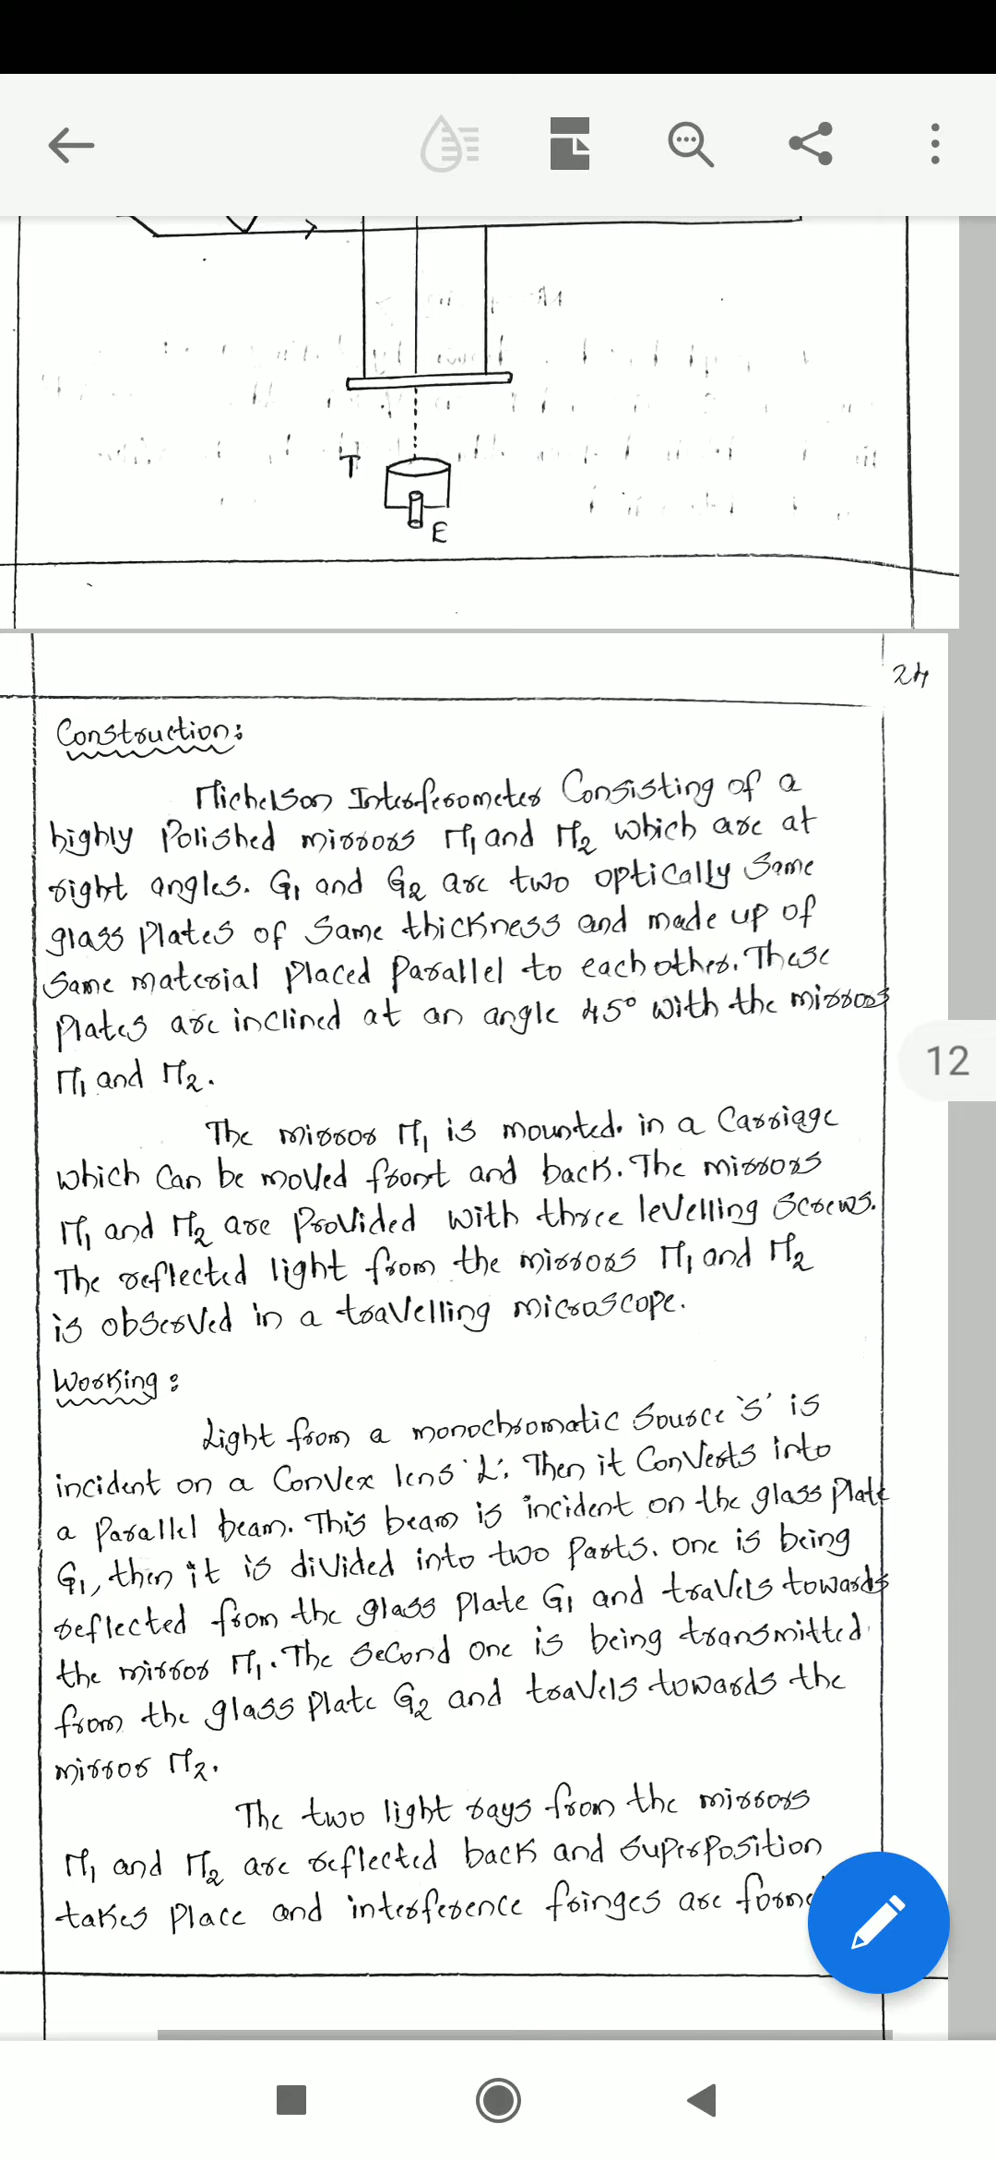 T
E
24
Construction:
Michelson Interferometer Consisting of a
highly Polished mirrors M1 and M2 which are at
right angles. G1 and G2 are two optically Same
glass Plates of Same thickness and made up of
Same material Placed Parallel to each other. These
Plates are inclined at an angle 45° with the mirrors
M1 and M2.
12
The mirror M1 is mounted. in a Carriage
which Can be moved front and back. The mirrors
M1 and M2 are Provided with three levelling Screws.
The reflected light from the mirrors M1 and M2
is observed in a travelling microscope.
Working:
Light from a monochromatic Source 'S' is
incident on a Convex lens 'L'. Then it Converts into
a Parallel beam. This beam is incident on the glass Plate
G1, then it is divided into two Parts. one is being
reflected from the glass Plate G1 and travels towards
the mirror M1. The Second one is being transmitted
from the glass Plate G2 and travels towards the
mirror M2.
The two light rays from the mirrors
M1 and M2 are reflected back and Superposition
takes Place and interference fringes are